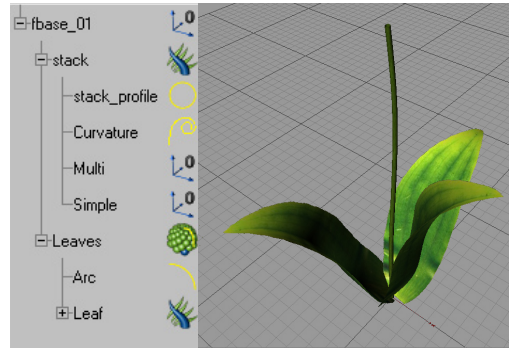 fbase_01
stack
stack_profile
Curvature
Multi
Simple
Leaves
Arc
Leaf